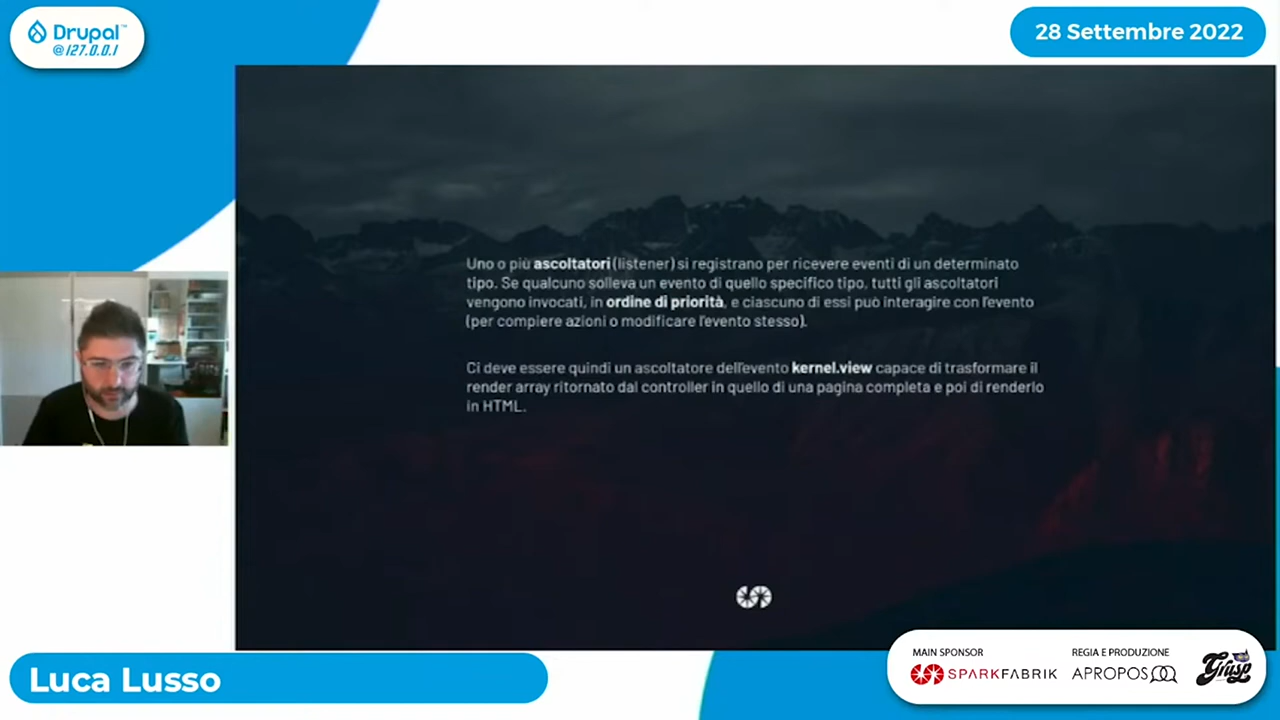 Drupal™
@127.0.0.1
28 Settembre 2022
Uno o più ascoltatori (listener) si registrano per ricevere eventi di un determinato
tipo. Se qualcuno solleva un evento di quello specifico tipo, tutti gli ascoltatori
vengono invocati, in ordine di priorità, e ciascuno di essi può interagire con l'evento
(per compiere azioni o modificare l'evento stesso).
Ci deve essere quindi un ascoltatore dell'evento kernel.view capace di trasformare il
render array ritornato dal controller in quello di una pagina completa e poi di renderlo
in HTML.
Luca Lusso
MAIN SPONSOR
SPARKFABRIK
REGIA E PRODUZIONE
APROPOS
Grusp